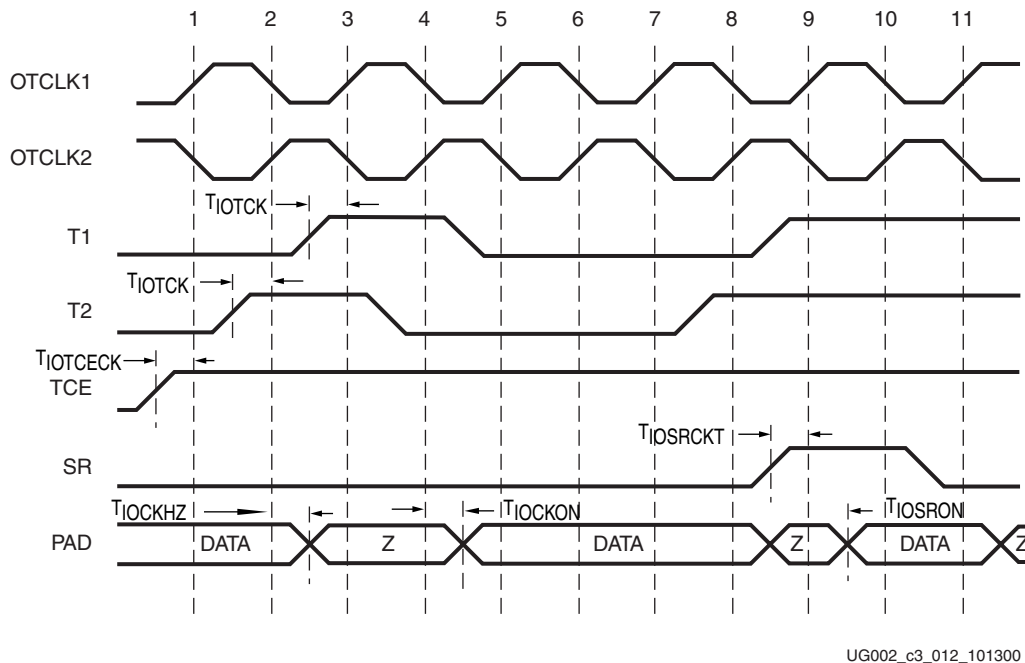 1 2 3 4 5 6 7 8 9 10 11
OTCLK1
OTCLK2
TIOTCK
T1
TIOTCK
T2
TIOTCECK
TCE
TIOSRCKT
SR
TIOCKHZ TIOCKON TIOSRON
PAD DATA Z DATA Z DATA Z
UG002_c3_012_101300